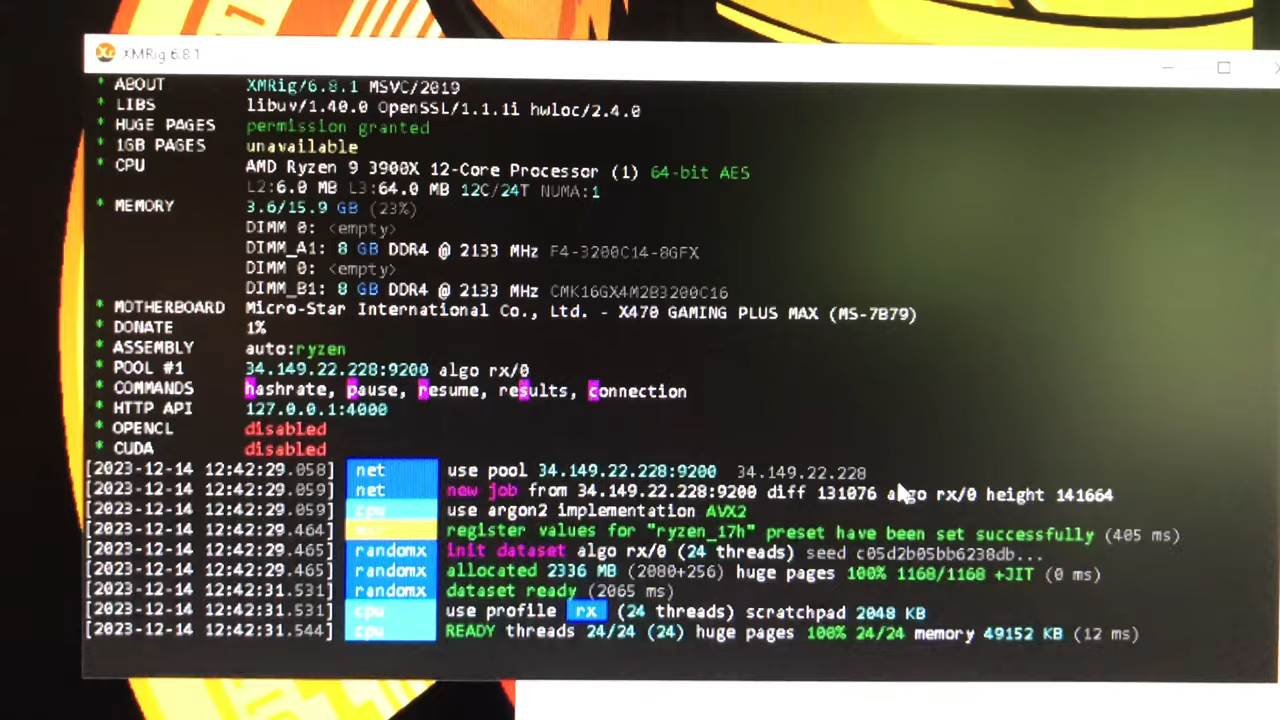 XMRig 6.8.1
* ABOUT XMRig/6.8.1 MSVC/2019
* LIBS libuv/1.40.0 OpenSSL/1.1.1i hwloc/2.4.0
* HUGE PAGES permission granted
* 1GB PAGES unavailable
* CPU AMD Ryzen 9 3900X 12-Core Processor (1) 64-bit AES
L2:6.0 MB L3:64.0 MB 12C/24T NUMA:1
* MEMORY 3.6/15.9 GB (23%)
DIMM 0: <empty>
DIMM_A1: 8 GB DDR4 @ 2133 MHz F4-3200C14-8GFX
DIMM 0: <empty>
DIMM_B1: 8 GB DDR4 @ 2133 MHz CMK16GX4M2B3200C16
* MOTHERBOARD Micro-Star International Co., Ltd. - X470 GAMING PLUS MAX (MS-7B79)
* DONATE 1%
* ASSEMBLY auto:ryzen
* POOL #1 34.149.22.228:9200 algo rx/0
* COMMANDS hashrate, pause, resume, results, connection
* HTTP API 127.0.0.1:4000
* OPENCL disabled
* CUDA disabled
[2023-12-14 12:42:29.058] net use pool 34.149.22.228:9200 34.149.22.228
[2023-12-14 12:42:29.059] net new job from 34.149.22.228:9200 diff 131076 algo rx/0 height 141664
[2023-12-14 12:42:29.059] cpu use argon2 implementation AVX2
[2023-12-14 12:42:29.464] register values for "ryzen_17h" preset have been set successfully (405 ms)
[2023-12-14 12:42:29.465] randomx init dataset algo rx/0 (24 threads) seed c05d2b05bb6238db...
[2023-12-14 12:42:29.465] randomx allocated 2336 MB (2080+256) huge pages 100% 1168/1168 +JIT (0 ms)
[2023-12-14 12:42:31.531] randomx dataset ready (2065 ms)
[2023-12-14 12:42:31.531] cpu use profile rx (24 threads) scratchpad 2048 KB
[2023-12-14 12:42:31.544] cpu READY threads 24/24 (24) huge pages 100% 24/24 memory 49152 KB (12 ms)